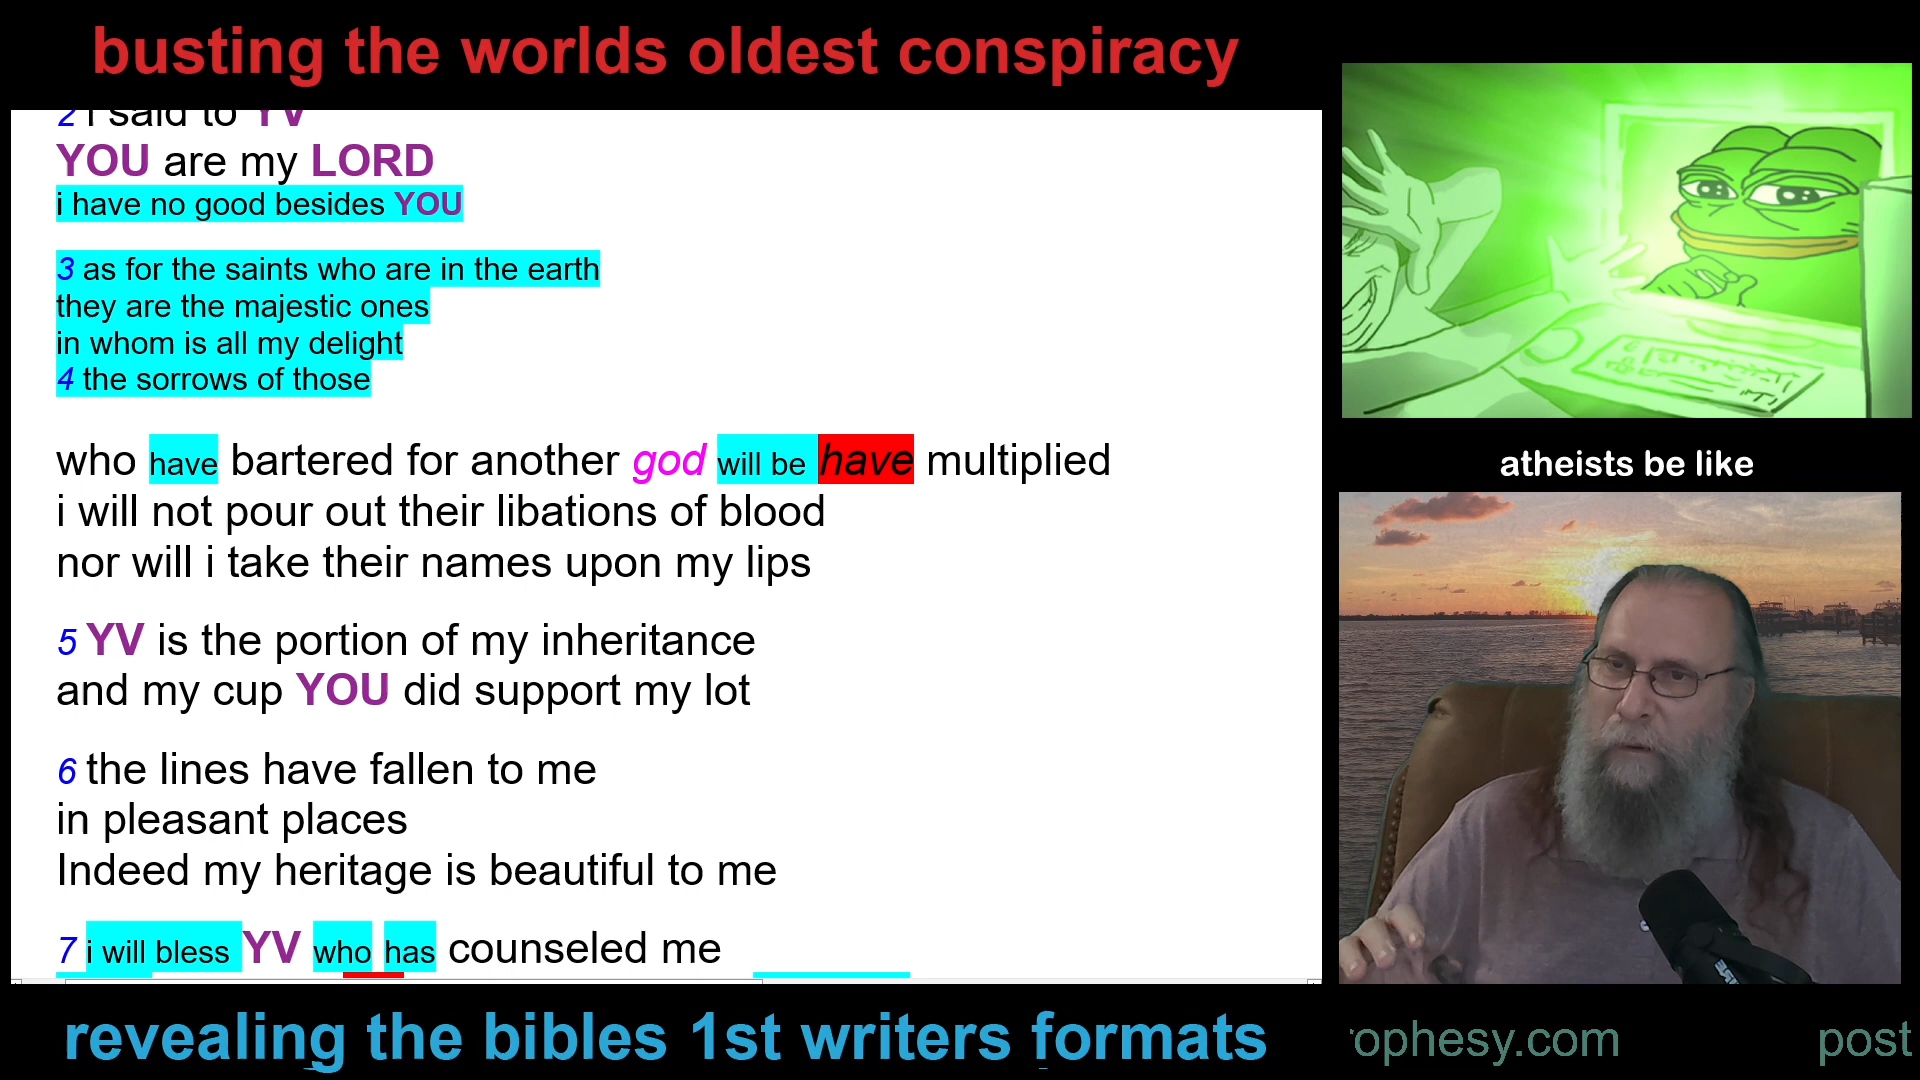 busting the worlds oldest conspiracy
2 i said to YV
YOU are my LORD
i have no good besides YOU
3 as for the saints who are in the earth
they are the majestic ones
in whom is all my delight
4 the sorrows of those
who have bartered for another god will be have multiplied
i will not pour out their libations of blood
nor will i take their names upon my lips
5 YV is the portion of my inheritance
and my cup YOU did support my lot
6 the lines have fallen to me
in pleasant places
Indeed my heritage is beautiful to me
7 i will bless YV who has counseled me
atheists be like
revealing the bibles 1st writers formats
rophesy.com post